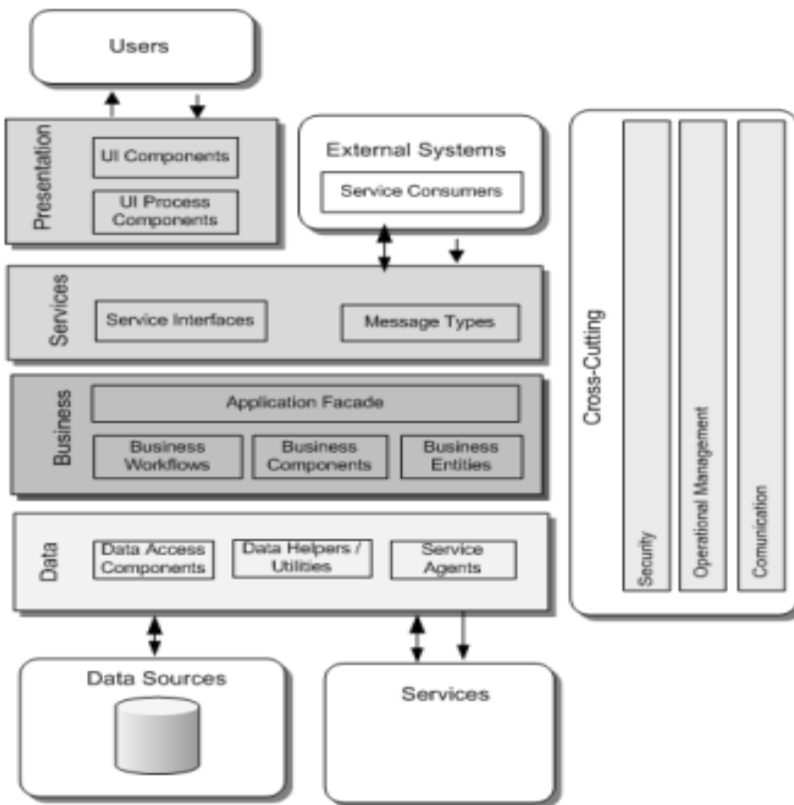 Users
Presentation
UI Components
UI Process
Components
External Systems
Service Consumers
Services
Service Interfaces
Message Types
Business
Application Facade
Business
Workflows
Business
Components
Business
Entities
Data
Data Access
Components
Data Helpers /
Utilities
Service
Agents
Data Sources
Services
Cross-Cutting
Security
Operational Management
Comunication